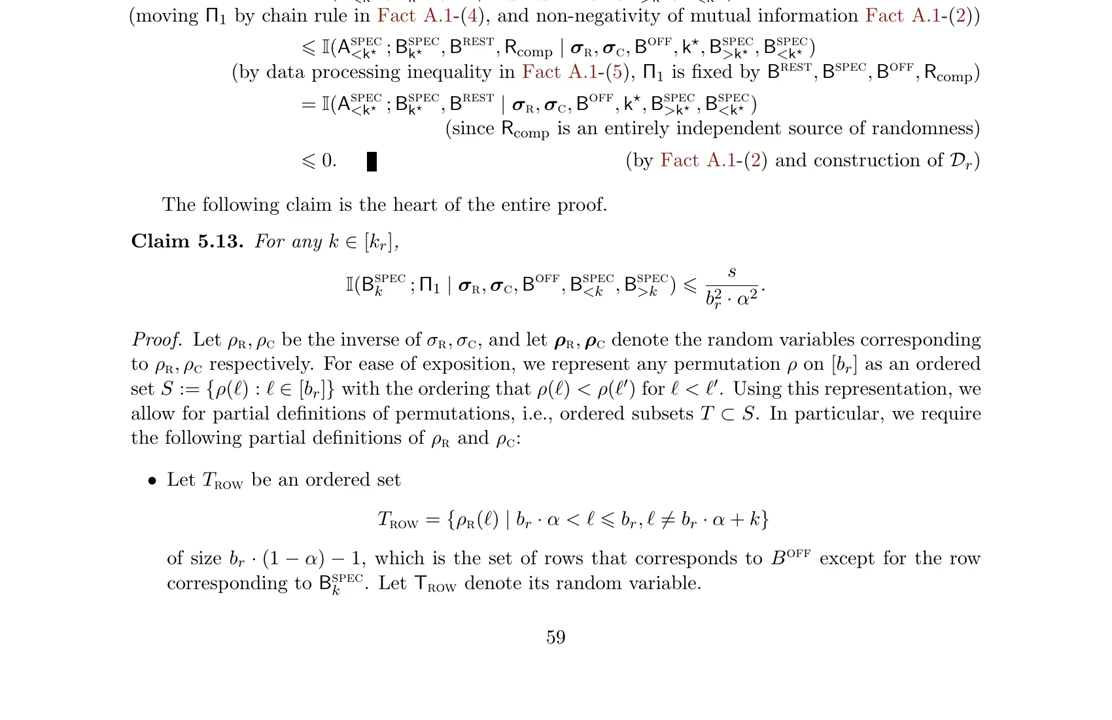 (moving Π₁ by chain rule in Fact A.1-(4), and non-negativity of mutual information Fact A.1-(2))
⩽ 𝕀(A^SPEC_{<k⋆} ; B^SPEC_{k⋆}, B^REST, R_comp | σ_R, σ_C, B^OFF, k⋆, B^SPEC_{>k⋆}, B^SPEC_{<k⋆})
(by data processing inequality in Fact A.1-(5), Π₁ is fixed by B^REST, B^SPEC, B^OFF, R_comp)
= 𝕀(A^SPEC_{<k⋆} ; B^SPEC_{k⋆}, B^REST | σ_R, σ_C, B^OFF, k⋆, B^SPEC_{>k⋆}, B^SPEC_{<k⋆})
(since R_comp is an entirely independent source of randomness)
⩽ 0. ∎ (by Fact A.1-(2) and construction of 𝒟_r)
The following claim is the heart of the entire proof.
Claim 5.13. For any k ∈ [k_r],
𝕀(B^SPEC_k ; Π₁ | σ_R, σ_C, B^OFF, B^SPEC_{<k}, B^SPEC_{>k}) ⩽ s / (b_r^2 · α^2).
Proof. Let ρ_R, ρ_C be the inverse of σ_R, σ_C, and let ρ_R, ρ_C denote the random variables corresponding
to ρ_R, ρ_C respectively. For ease of exposition, we represent any permutation ρ on [b_r] as an ordered
set S := {ρ(ℓ) : ℓ ∈ [b_r]} with the ordering that ρ(ℓ) < ρ(ℓ′) for ℓ < ℓ′. Using this representation, we
allow for partial definitions of permutations, i.e., ordered subsets T ⊂ S. In particular, we require
the following partial definitions of ρ_R and ρ_C:
• Let T_ROW be an ordered set
T_ROW = {ρ_R(ℓ) | b_r · α < ℓ ⩽ b_r, ℓ ≠ b_r · α + k}
of size b_r · (1 − α) − 1, which is the set of rows that corresponds to B^OFF except for the row
corresponding to B^SPEC_k. Let T_ROW denote its random variable.
59